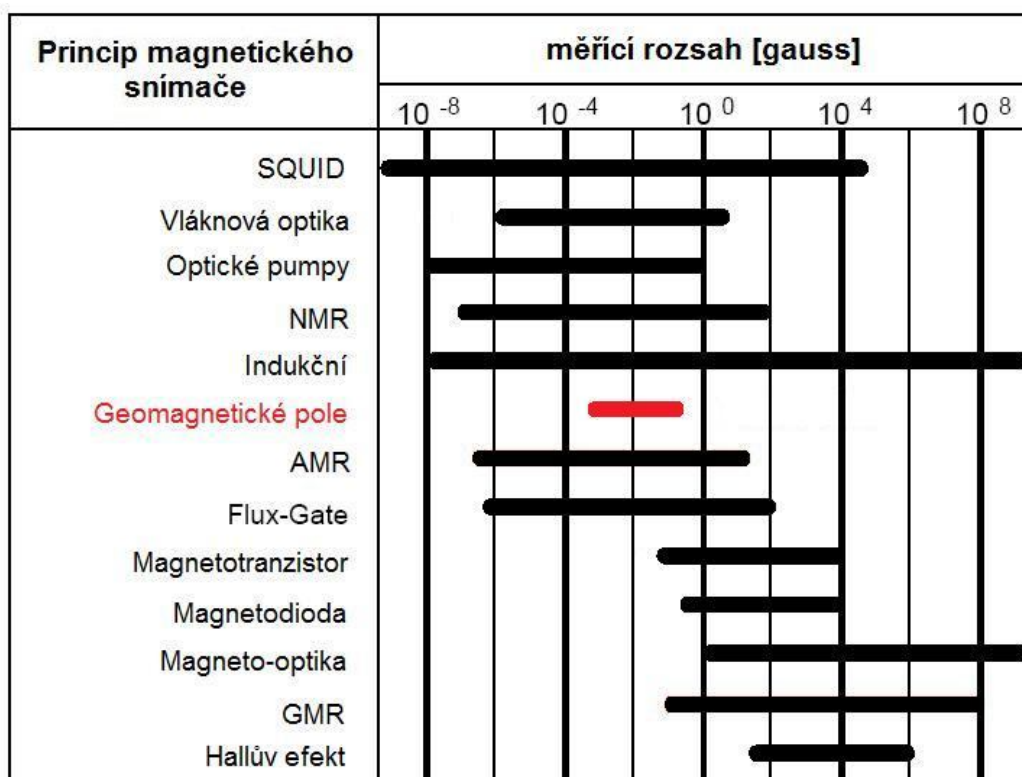 Princip magnetického
snímače
měřící rozsah [gauss]
10 -8 10 -4 10 0 10 4 10 8
SQUID
Vláknová optika
Optické pumpy
NMR
Indukční
Geomagnetické pole
AMR
Flux-Gate
Magnetotranzistor
Magnetodioda
Magneto-optika
GMR
Hallův efekt